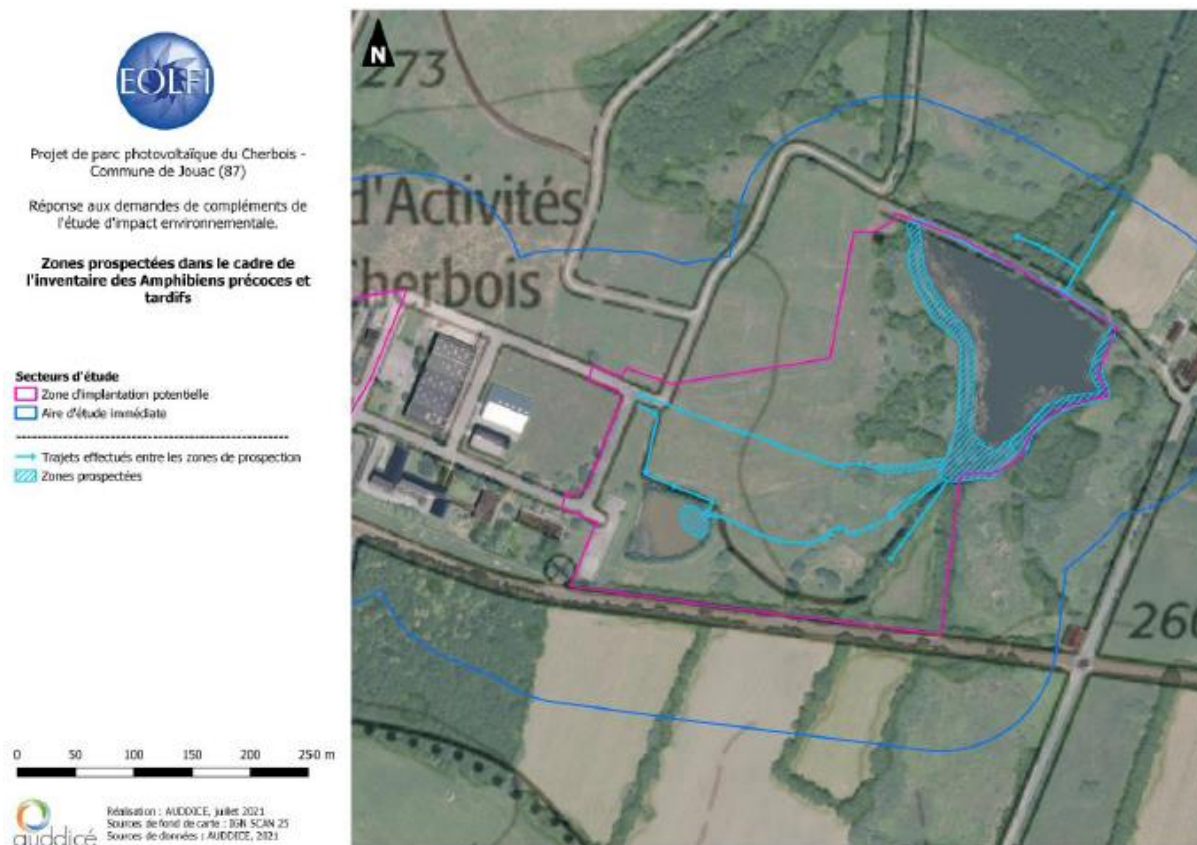 EOLFI
Projet de parc photovoltaïque du Cherbois -
Commune de Jouac (87)
Réponse aux demandes de compléments de
l'étude d'impact environnementale.
Zones prospectées dans le cadre de
l'inventaire des Amphibiens précoces et
tardifs
Secteurs d'étude
Zone d'implantation potentielle
Aire d'étude immédiate
Trajets effectués entre les zones de prospection
Zones prospectées
0 50 100 150 200 250 m
auddicé
Réalisation : AUDDICE, juillet 2021
Sources de fond de carte : IGN SCAN 25
Sources de données : AUDDICE, 2021
N
273
d'Activités
Cherbois
266